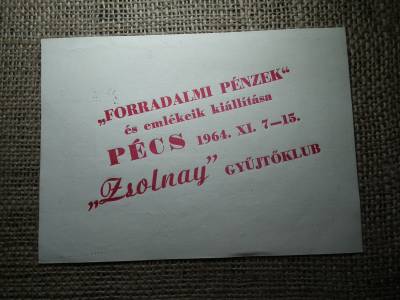 „FORRADALMI PÉNZEK“
és emlékeik kiállítása
PÉCS 1964. XI. 7—15.
„Zsolnay” GYŰJTŐKLUB